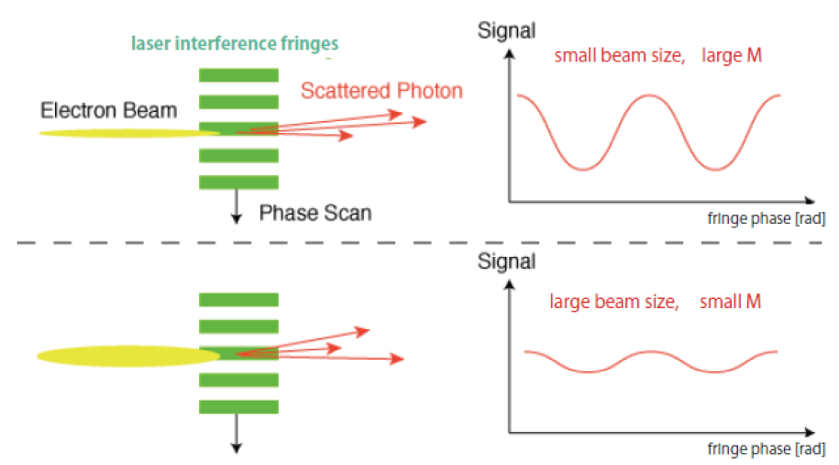 laser interference fringes
Electron Beam
Scattered Photon
Phase Scan
Signal
small beam size, large M
fringe phase [rad]
Signal
large beam size, small M
fringe phase [rad]